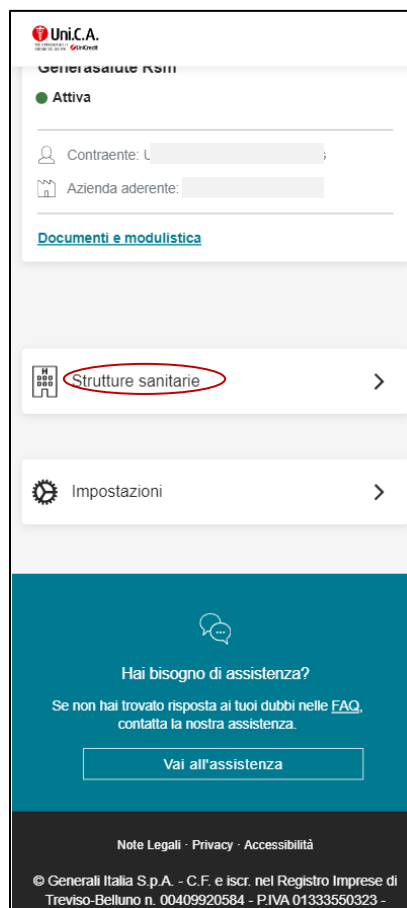 Uni.C.A.
UniCredit
Generasalute Rsm
Attiva
Contraente: U
Azienda aderente:
Documenti e modulistica
H
Strutture sanitarie
Impostazioni
Hai bisogno di assistenza?
Se non hai trovato risposta ai tuoi dubbi nelle FAQ,
contatta la nostra assistenza.
Vai all'assistenza
Note Legali · Privacy · Accessibilità
© Generali Italia S.p.A. - C.F. e iscr. nel Registro Imprese di
Treviso-Belluno n. 00409920584 - P.IVA 01333550323 -